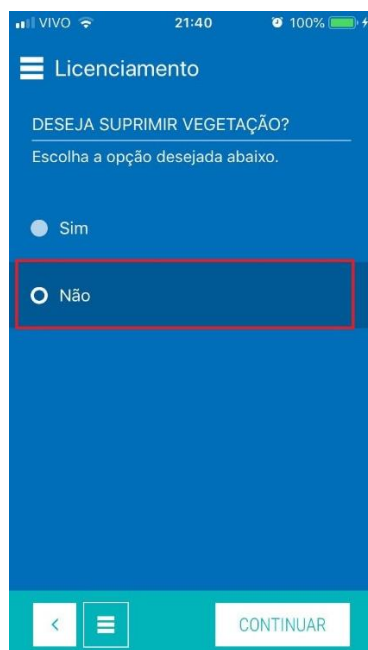 VIVO 21:40 100%
Licenciamento
DESEJA SUPRIMIR VEGETAÇÃO?
Escolha a opção desejada abaixo.
Sim
Não
CONTINUAR